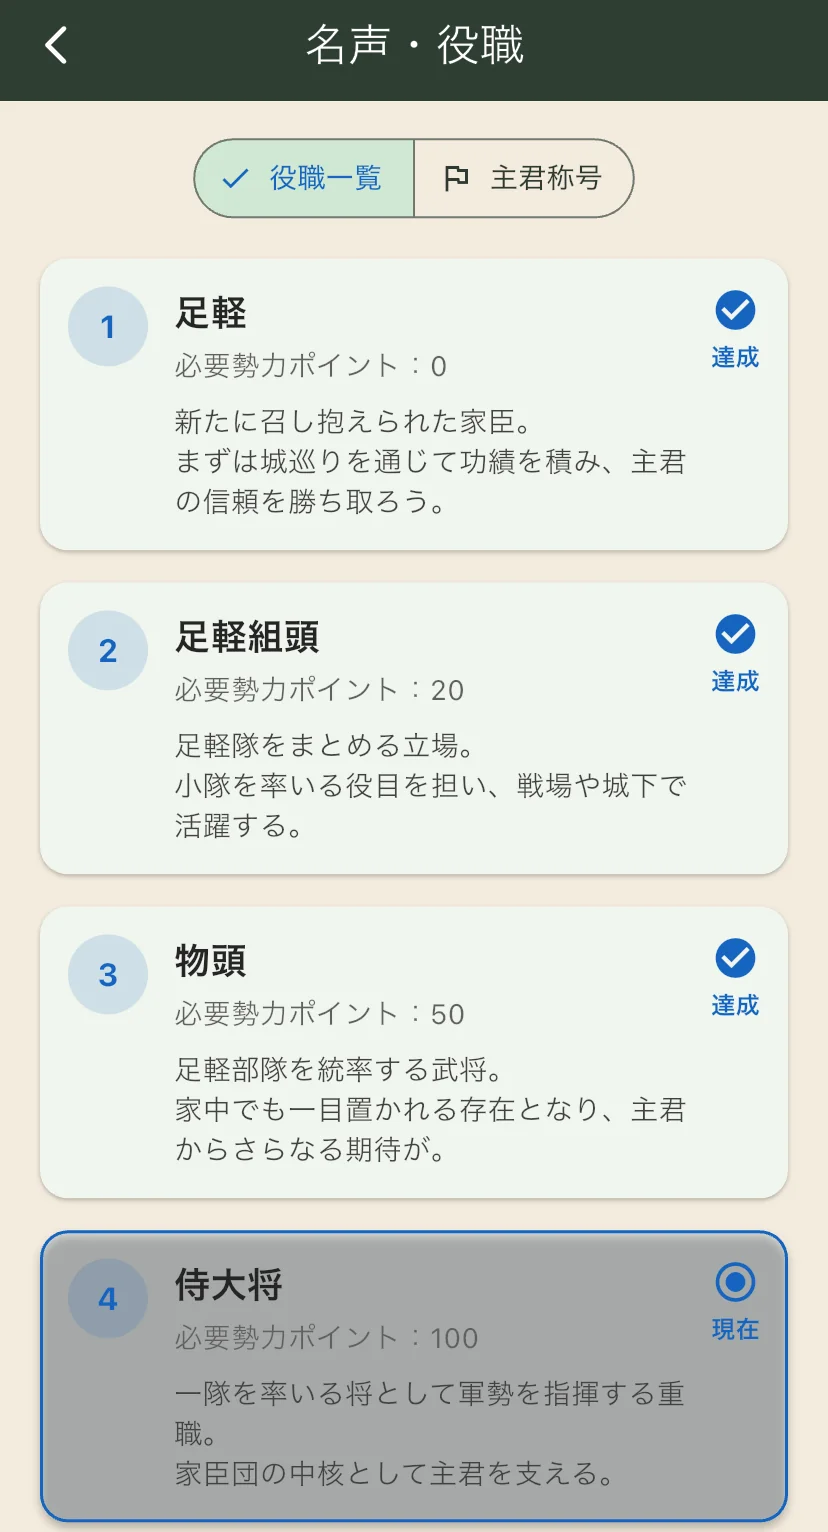 名声・役職
役職一覧
主君称号
1
足軽
達成
必要勢力ポイント：0
新たに召し抱えられた家臣。
まずは城巡りを通じて功績を積み、主君
の信頼を勝ち取ろう。
2
足軽組頭
達成
必要勢力ポイント：20
足軽隊をまとめる立場。
小隊を率いる役目を担い、戦場や城下で
活躍する。
3
物頭
達成
必要勢力ポイント：50
足軽部隊を統率する武将。
家中でも一目置かれる存在となり、主君
からさらなる期待が。
4
侍大将
現在
必要勢力ポイント：100
一隊を率いる将として軍勢を指揮する重
職。
家臣団の中核として主君を支える。